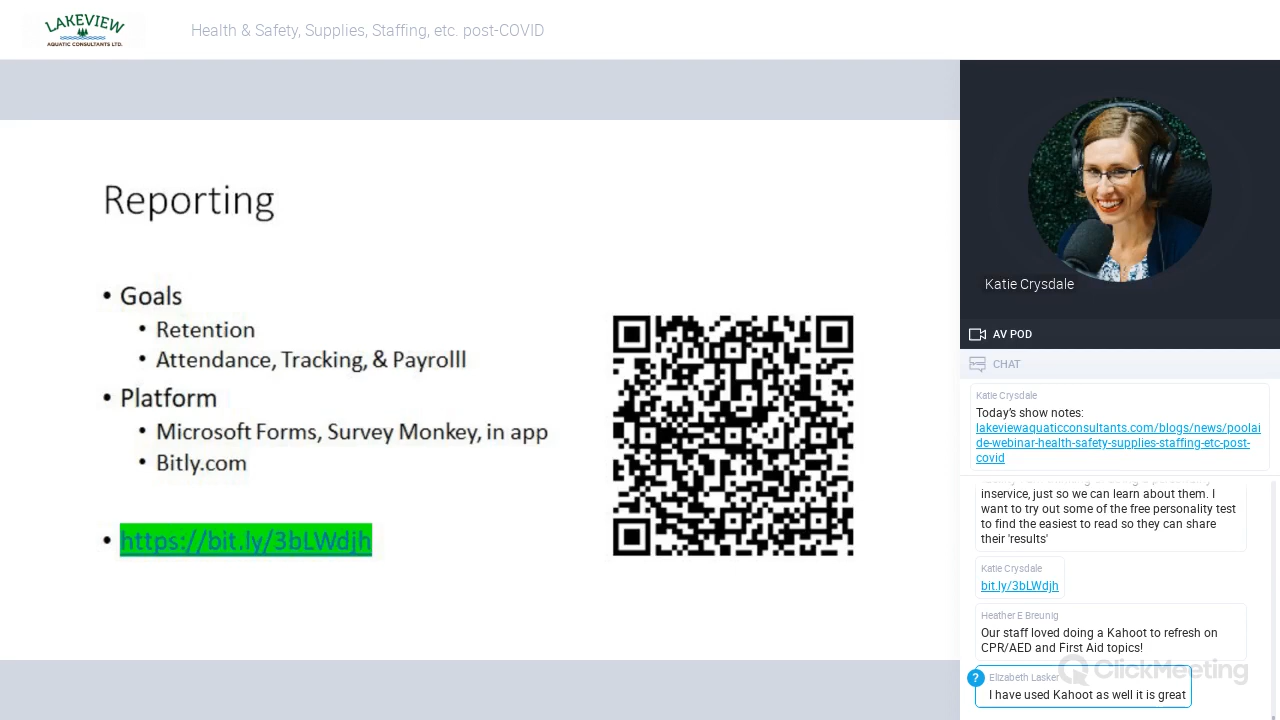 LAKEVIEW
AQUATIC CONSULTANTS LTD.
Health & Safety, Supplies, Staffing, etc. post-COVID
Reporting
• Goals
• Retention
• Attendance, Tracking, & Payrolll
• Platform
• Microsoft Forms, Survey Monkey, in app
• Bitly.com
• https://bit.ly/3bLWdjh
Katie Crysdale
AV POD
CHAT
Katie Crysdale
Today's show notes:
lakeviewaquaticconsultants.com/blogs/news/poolai
de-webinar-health-safety-supplies-staffing-etc-post-
covid
inservice, just so we can learn about them. I
want to try out some of the free personality test
to find the easiest to read so they can share
their 'results'
Katie Crysdale
bit.ly/3bLWdjh
Heather E Breunig
Our staff loved doing a Kahoot to refresh on
CPR/AED and First Aid topics!
ClickMeeting
? Elizabeth Lasker
I have used Kahoot as well it is great